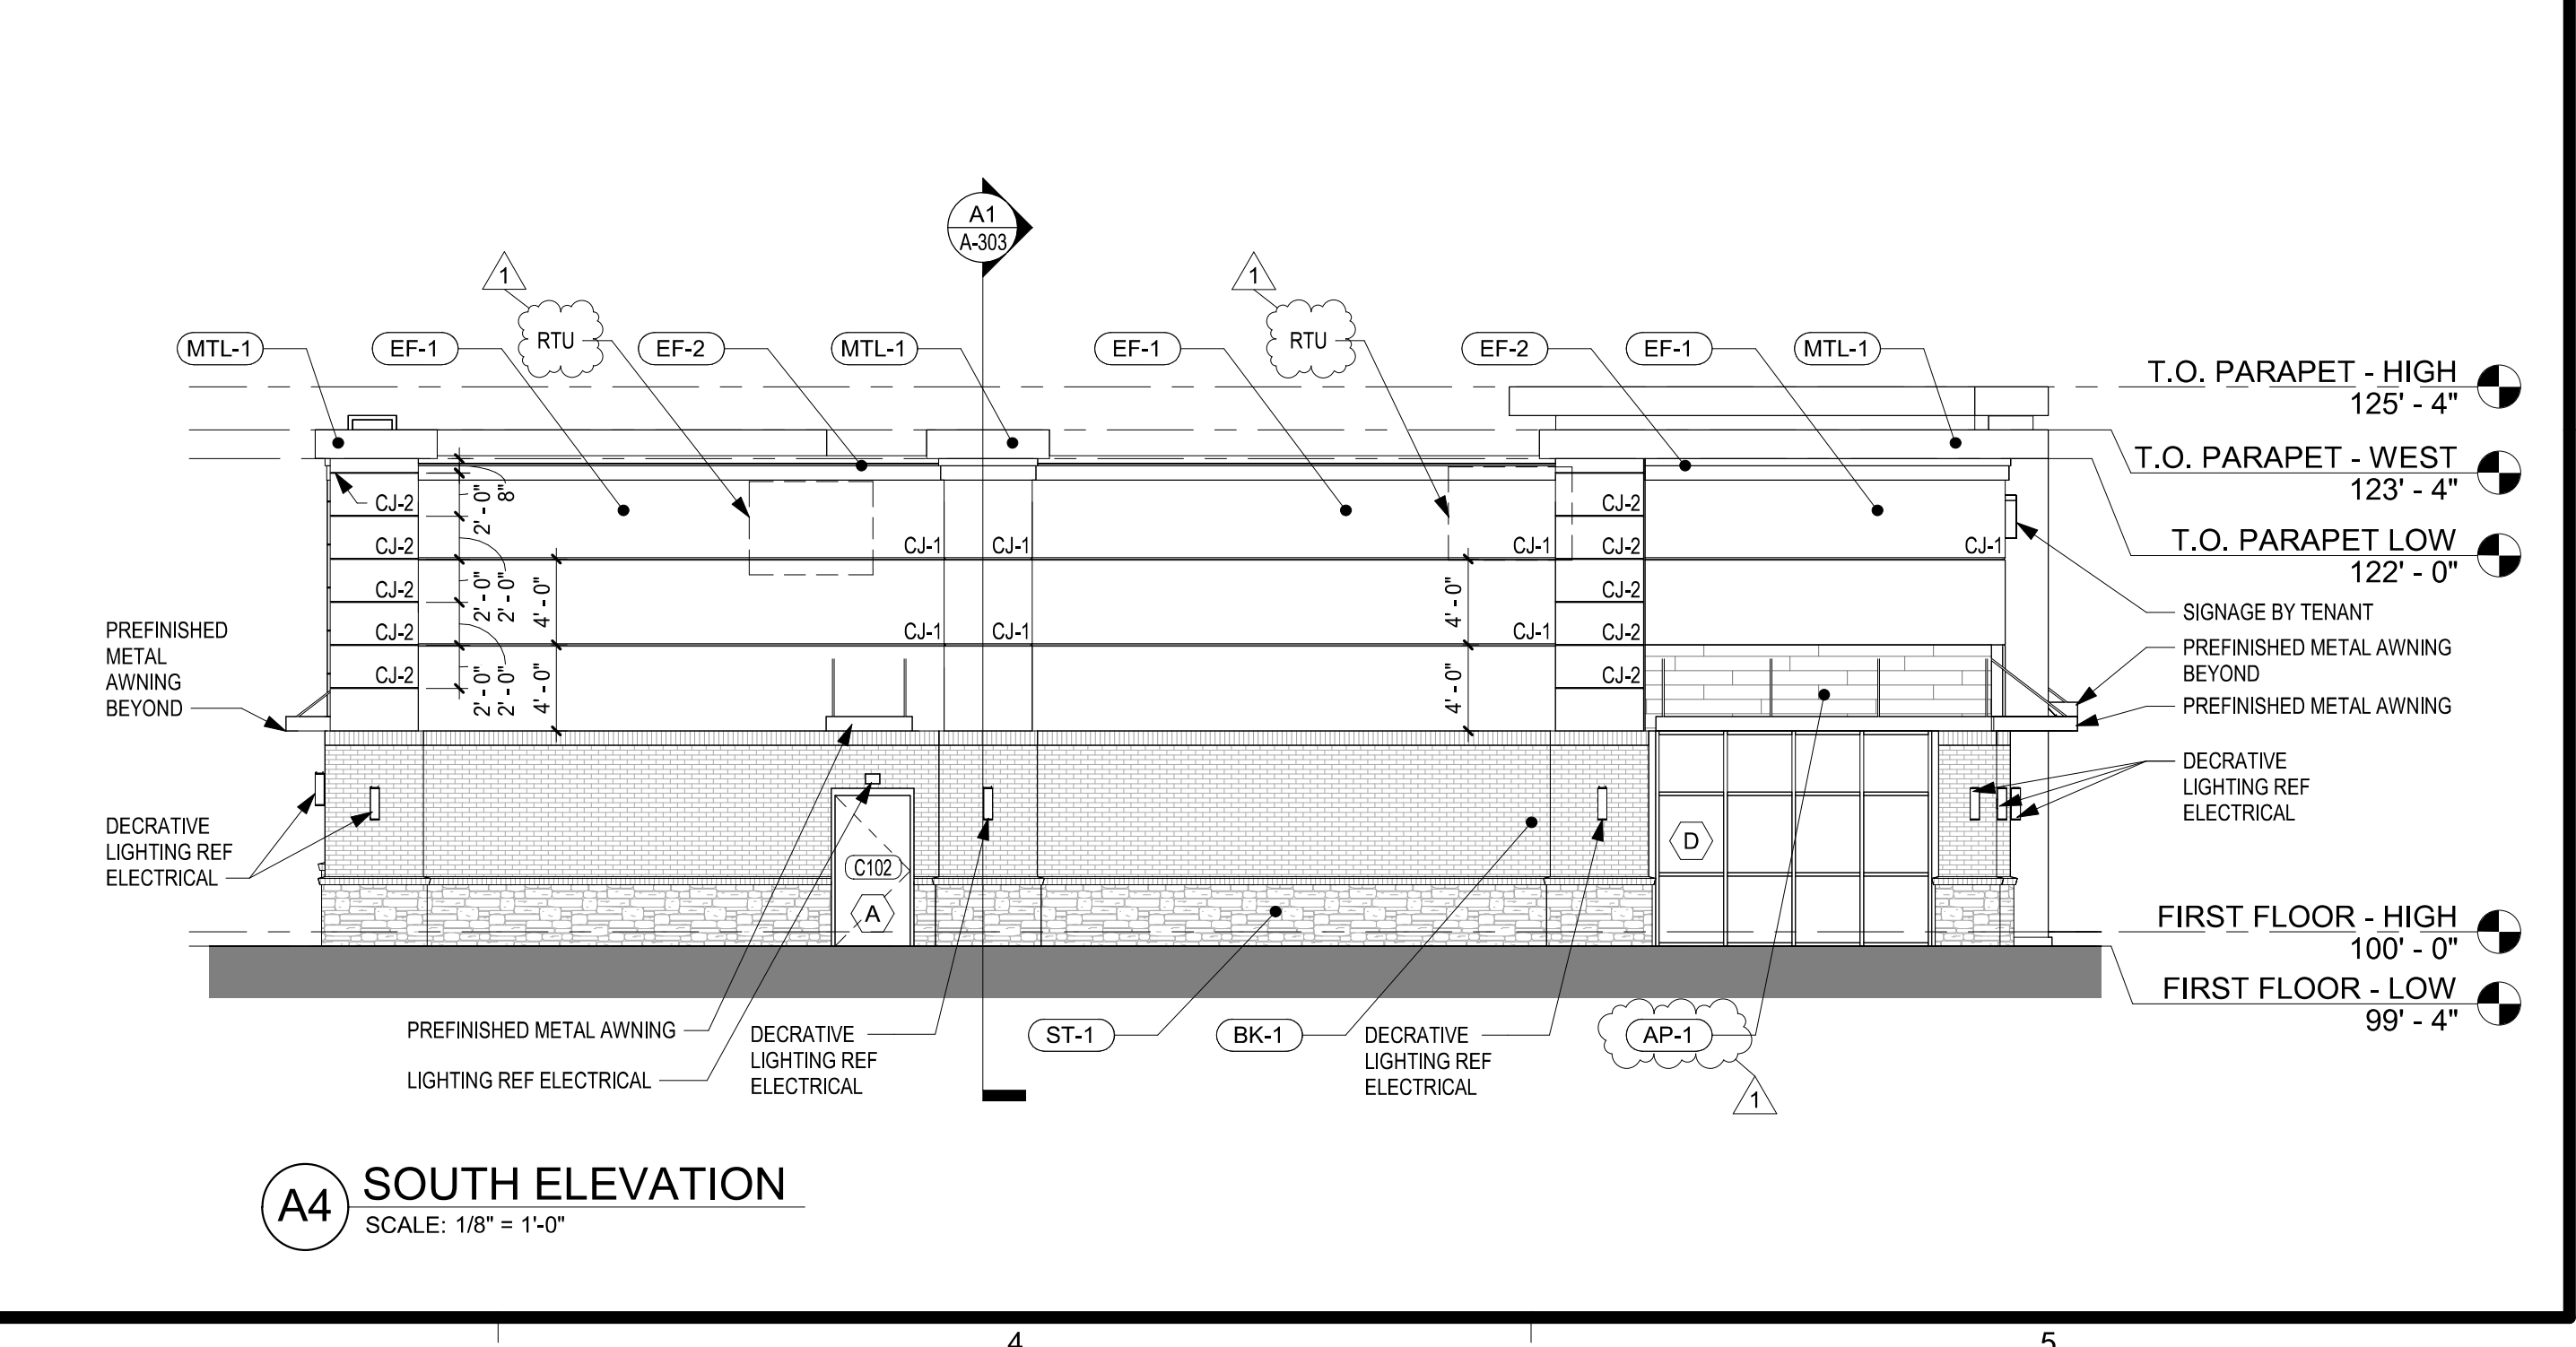 A1
A-303
1
1
RTU
RTU
MTL-1
EF-1
EF-2
MTL-1
EF-1
EF-2
EF-1
MTL-1
T.O. PARAPET - HIGH
125' - 4"
T.O. PARAPET - WEST
123' - 4"
T.O. PARAPET LOW
122' - 0"
CJ-2
CJ-2
CJ-2
CJ-2
CJ-2
2' - 0"
8"
2' - 0"
2' - 0"
2' - 0"
2' - 0"
4' - 0"
4' - 0"
CJ-1
CJ-1
CJ-1
CJ-1
CJ-1
CJ-1
4' - 0"
4' - 0"
CJ-2
CJ-2
CJ-2
CJ-2
CJ-2
CJ-1
SIGNAGE BY TENANT
PREFINISHED METAL AWNING
BEYOND
PREFINISHED METAL AWNING
DECRATIVE
LIGHTING REF
ELECTRICAL
PREFINISHED
METAL
AWNING
BEYOND
DECRATIVE
LIGHTING REF
ELECTRICAL
C102
A
D
FIRST FLOOR - HIGH
100' - 0"
FIRST FLOOR - LOW
99' - 4"
PREFINISHED METAL AWNING
LIGHTING REF ELECTRICAL
DECRATIVE
LIGHTING REF
ELECTRICAL
ST-1
BK-1
DECRATIVE
LIGHTING REF
ELECTRICAL
AP-1
1
A4
SOUTH ELEVATION
SCALE: 1/8" = 1'-0"
4
5